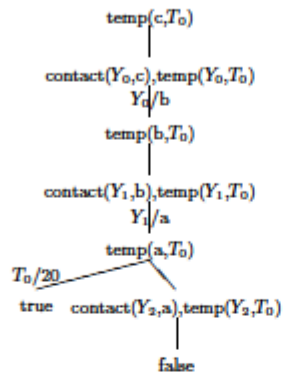 temp(c,T₀)
contact(Y₀,c),temp(Y₀,T₀)
Y₀/b
temp(b,T₀)
contact(Y₁,b),temp(Y₁,T₀)
Y₁/a
temp(a,T₀)
T₀/20
true contact(Y₂,a),temp(Y₂,T₀)
false